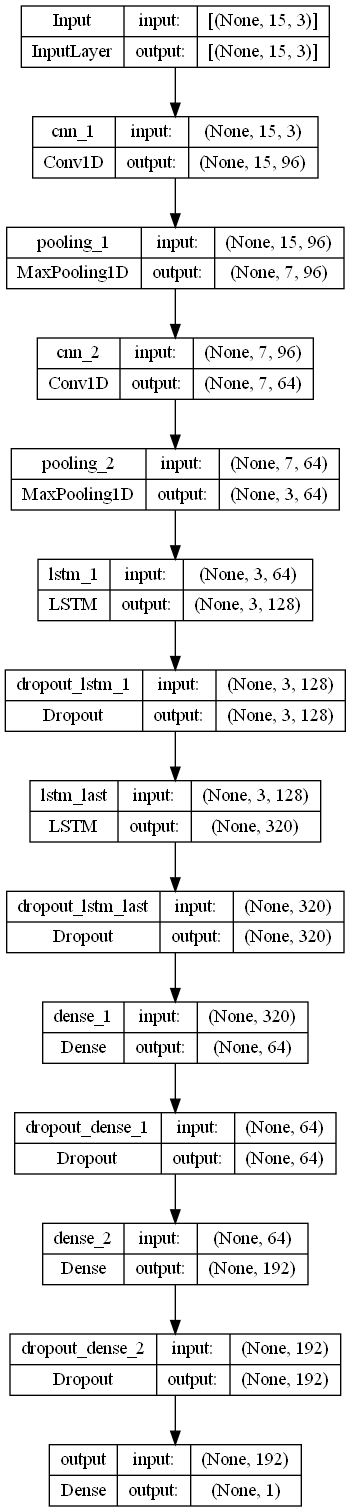 Input input: [(None, 15, 3)]
InputLayer output: [(None, 15, 3)]
cnn_1 input: (None, 15, 3)
Conv1D output: (None, 15, 96)
pooling_1 input: (None, 15, 96)
MaxPooling1D output: (None, 7, 96)
cnn_2 input: (None, 7, 96)
Conv1D output: (None, 7, 64)
pooling_2 input: (None, 7, 64)
MaxPooling1D output: (None, 3, 64)
lstm_1 input: (None, 3, 64)
LSTM output: (None, 3, 128)
dropout_lstm_1 input: (None, 3, 128)
Dropout output: (None, 3, 128)
lstm_last input: (None, 3, 128)
LSTM output: (None, 320)
dropout_lstm_last input: (None, 320)
Dropout output: (None, 320)
dense_1 input: (None, 320)
Dense output: (None, 64)
dropout_dense_1 input: (None, 64)
Dropout output: (None, 64)
dense_2 input: (None, 64)
Dense output: (None, 192)
dropout_dense_2 input: (None, 192)
Dropout output: (None, 192)
output input: (None, 192)
Dense output: (None, 1)